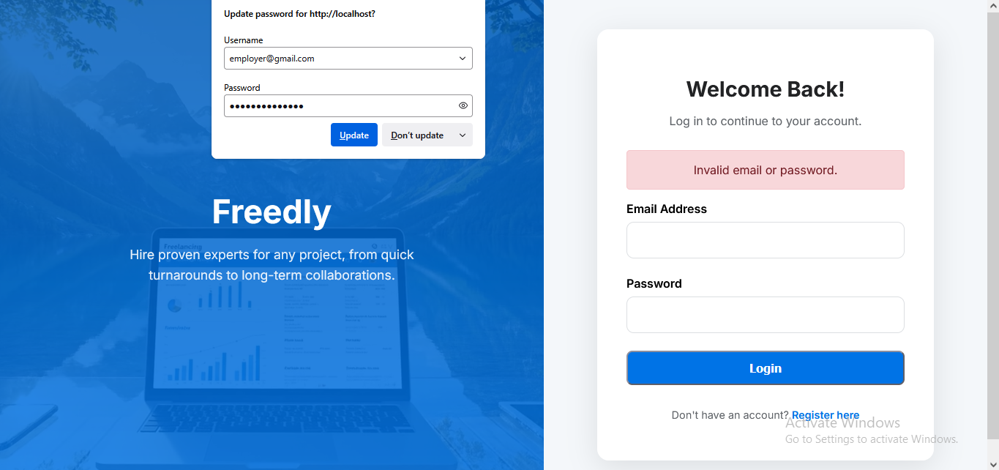 Update password for http://localhost?
Username
employer@gmail.com
Password
●●●●●●●●●●●●●●
Update
Don't update
Freedly
Hire proven experts for any project, from quick
turnarounds to long-term collaborations.
Freelancing
Welcome Back!
Log in to continue to your account.
Invalid email or password.
Email Address
Password
Login
Don't have an account? Register here
Activate Windows
Go to Settings to activate Windows.